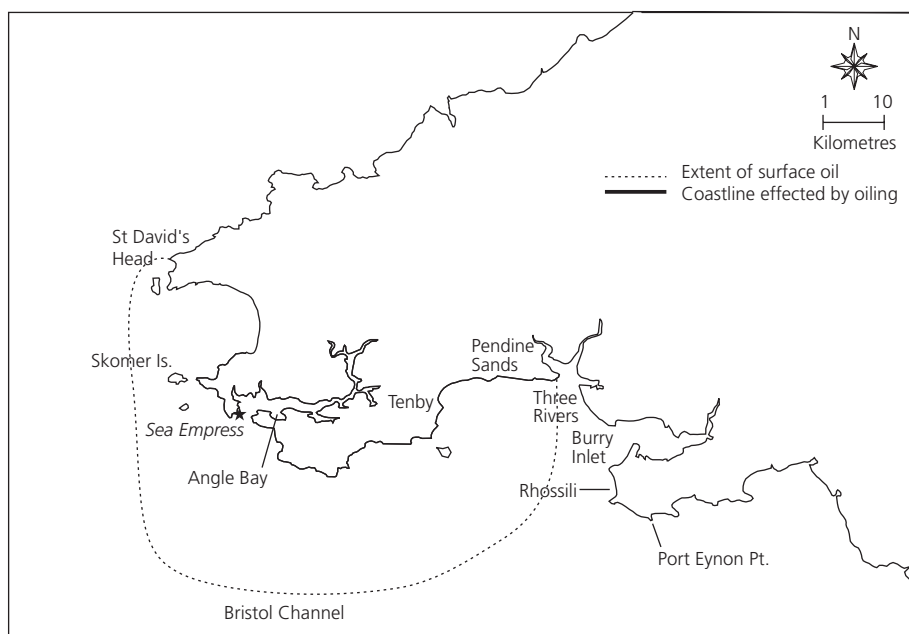 N
1 10
Kilometres
Extent of surface oil
Coastline effected by oiling
St David's
Head
Skomer Is.
Pendine
Sands
Tenby
Three
Rivers
Sea Empress
Burry
Inlet
Angle Bay
Rhossili
Port Eynon Pt.
Bristol Channel